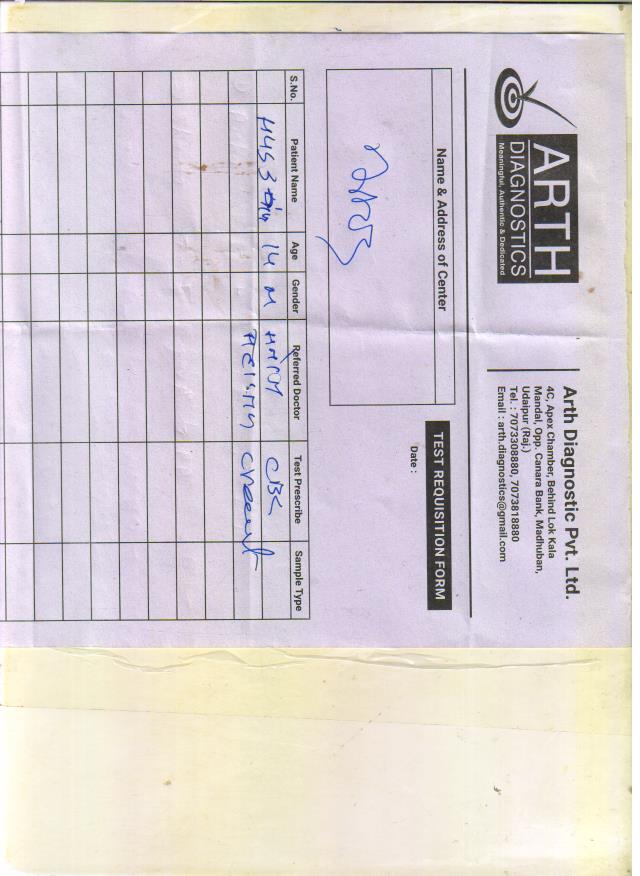 ARTH
DIAGNOSTICS
Meaningful, Authentic & Dedicated
Arth Diagnostic Pvt. Ltd.
4C, Apex Chamber, Behind Lok Kala
Mandal, Opp. Canara Bank, Madhuban,
Udaipur (Raj.)
Tel. : 7073308880, 7073818880
Email : arth.diagnostics@gmail.com
Name & Address of Center
TEST REQUISITION FORM
Date :
S.No. Patient Name Age Gender Referred Doctor Test Prescribe Sample Type
14 M CBC